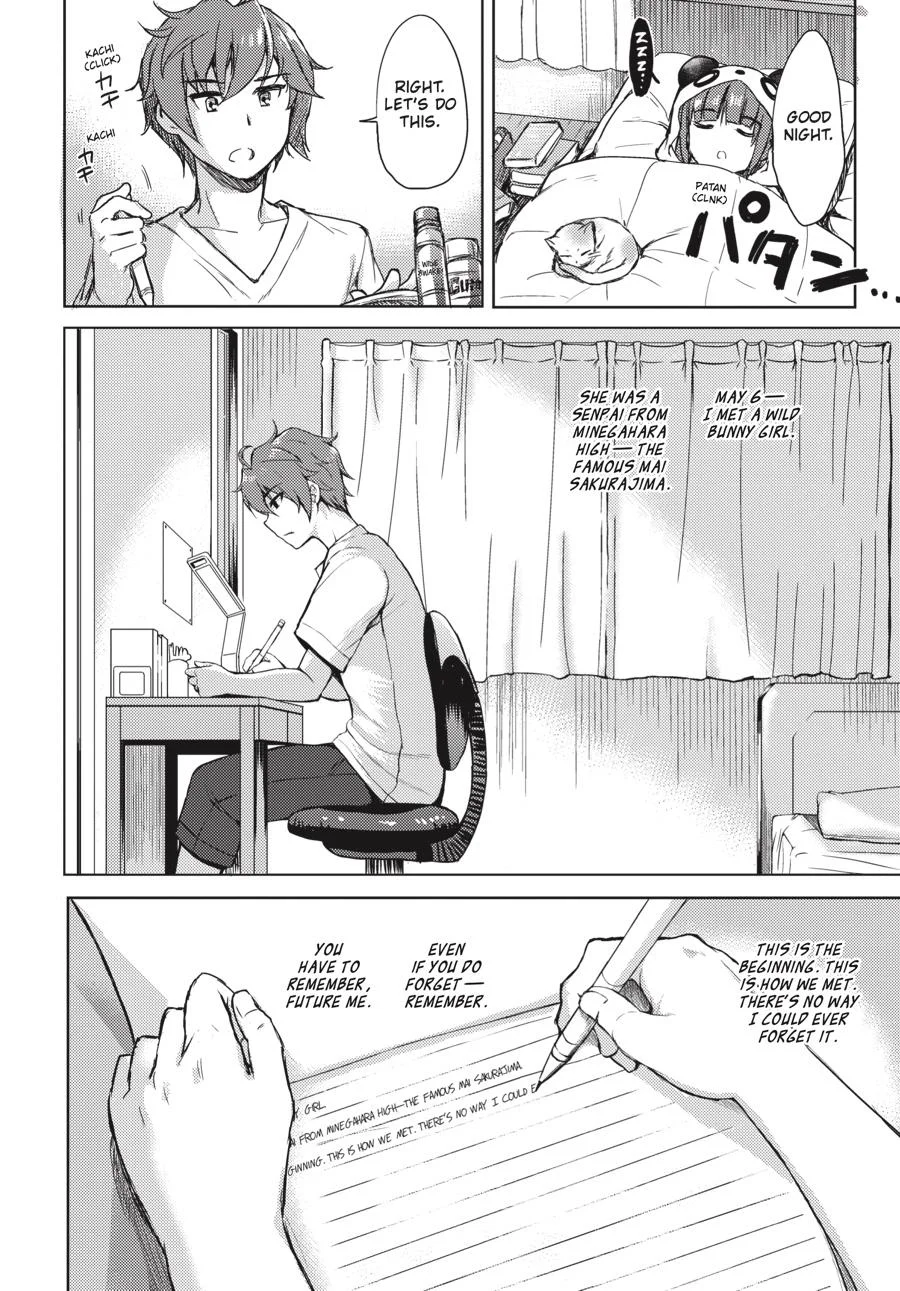 ZZZ...
GOOD
NIGHT.
PATAN
(CLNK)
パタン...
RIGHT.
LET'S DO
THIS.
KACHI
(CLICK)
カチ
KACHI
カチ
WIDE
AWAKE!
MAY 6—
I MET A WILD
BUNNY GIRL.
SHE WAS A
SENPAI FROM
MINEGAHARA
HIGH—THE
FAMOUS MAI
SAKURAJIMA.
THIS IS THE
BEGINNING. THIS
IS HOW WE MET.
THERE'S NO WAY
I COULD EVER
FORGET IT.
EVEN
IF YOU DO
FORGET—
REMEMBER.
YOU
HAVE TO
REMEMBER,
FUTURE ME.
Y GIRL.
FROM MINEGAHARA HIGH—THE FAMOUS MAI SAKURAJIMA.
GINNING. THIS IS HOW WE MET. THERE'S NO WAY I COULD E